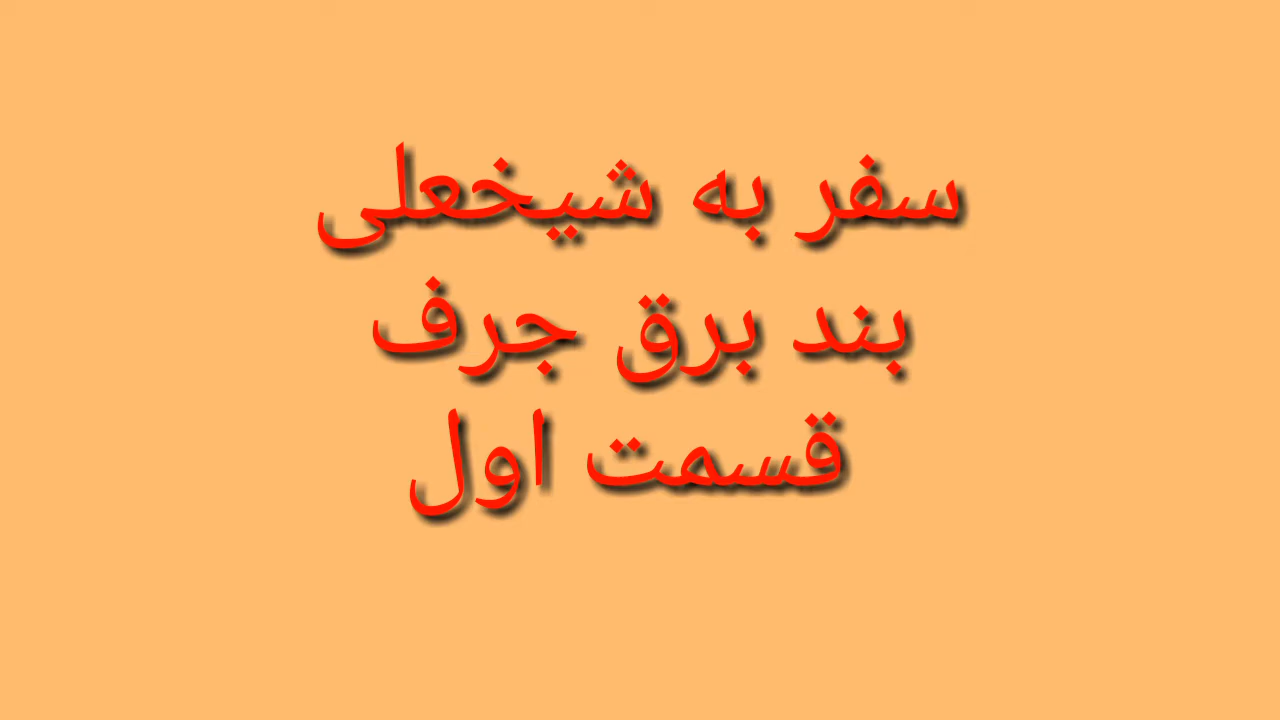 سفر به شیخعلی
بند برق جرف
قسمت اول